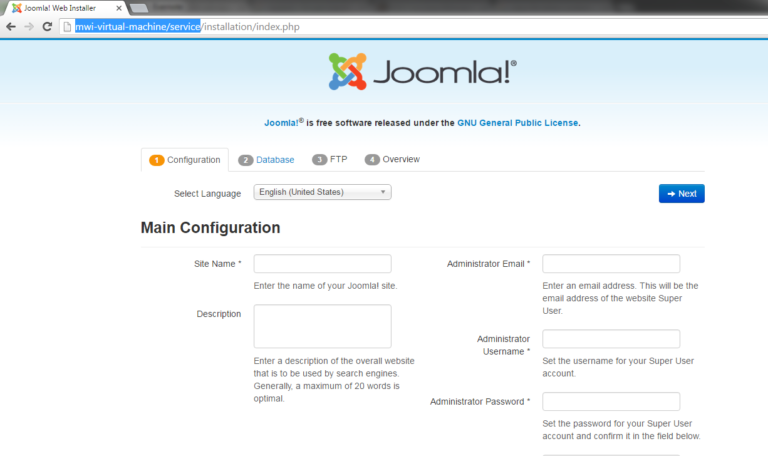 Joomla! Web Installer
mwi-virtual-machine/service/installation/index.php
Joomla!®
Joomla!® is free software released under the GNU General Public License.
1 Configuration
2 Database
3 FTP
4 Overview
Select Language
English (United States)
Next
Main Configuration
Site Name *
Enter the name of your Joomla! site.
Description
Enter a description of the overall website
that is to be used by search engines.
Generally, a maximum of 20 words is
optimal.
Administrator Email *
Enter an email address. This will be the
email address of the website Super
User.
Administrator
Username *
Set the username for your Super User
account.
Administrator Password *
Set the password for your Super User
account and confirm it in the field below.